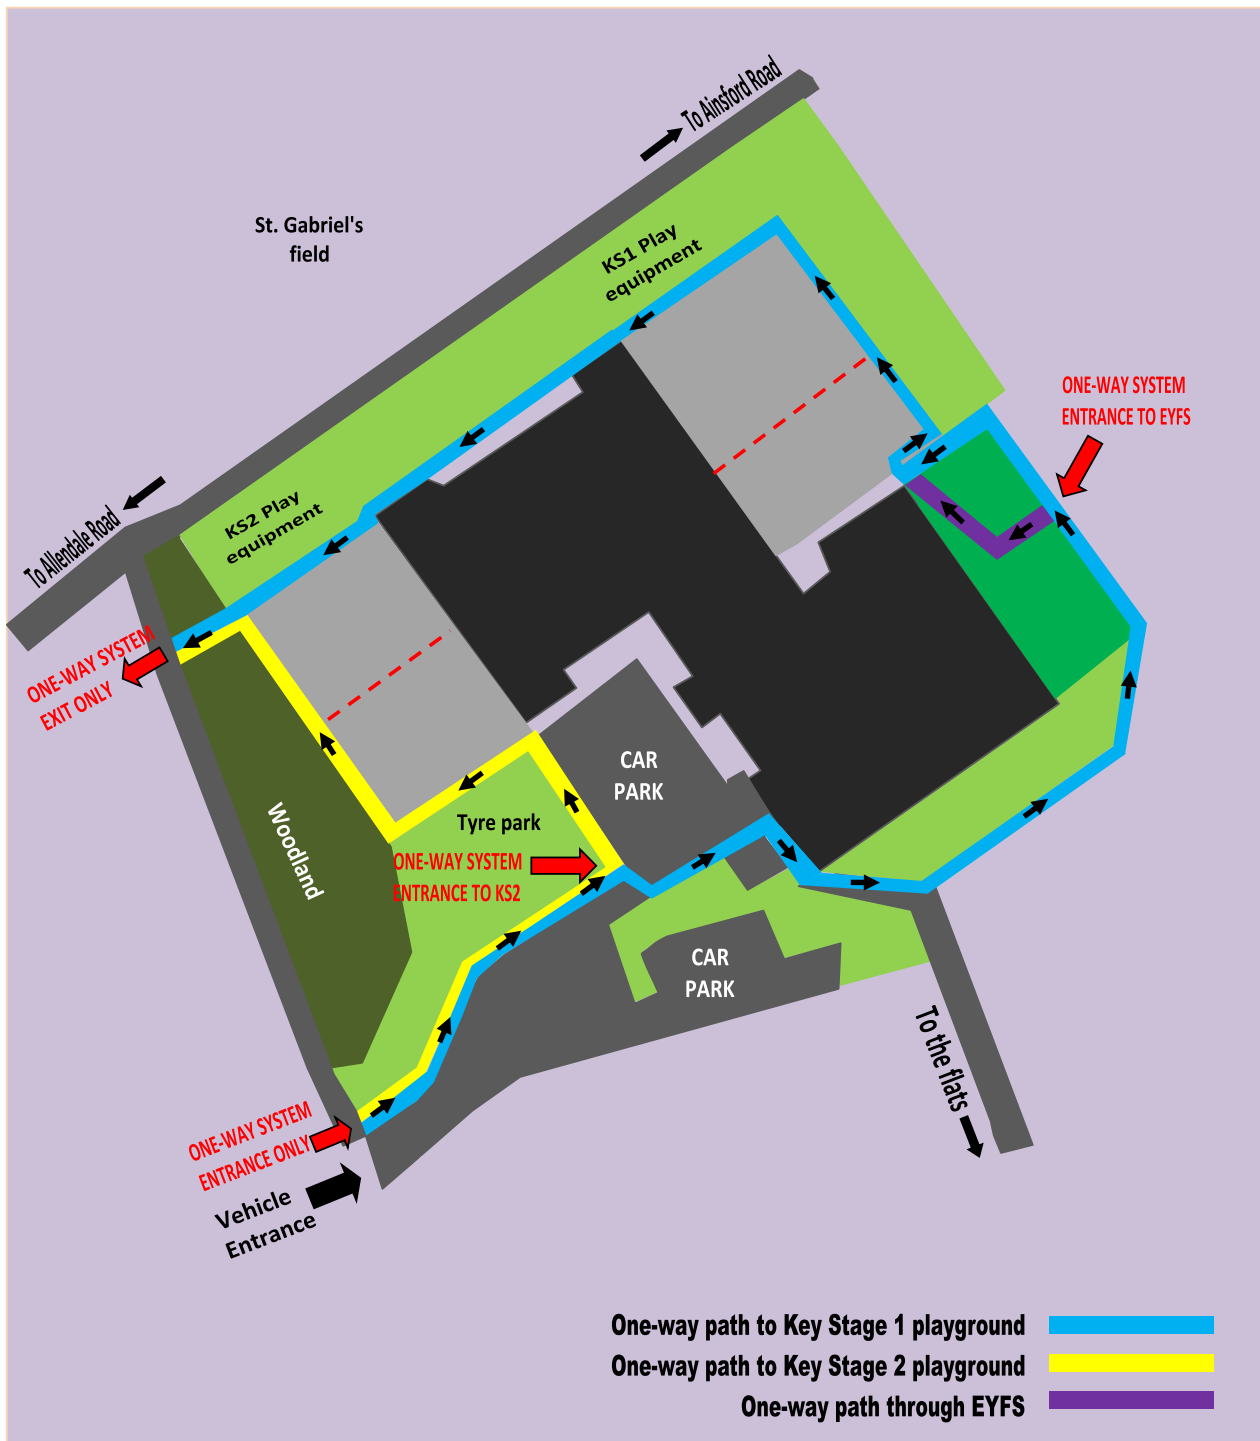 To Ainsford Road
St. Gabriel's
field
KS1 Play
equipment
ONE-WAY SYSTEM
ENTRANCE TO EYFS
KS2 Play
equipment
To Allendale Road
ONE-WAY SYSTEM
EXIT ONLY
CAR
PARK
Woodland
Tyre park
ONE-WAY SYSTEM
ENTRANCE TO KS2
CAR
PARK
To the flats
ONE-WAY SYSTEM
ENTRANCE ONLY
Vehicle
Entrance
One-way path to Key Stage 1 playground
One-way path to Key Stage 2 playground
One-way path through EYFS